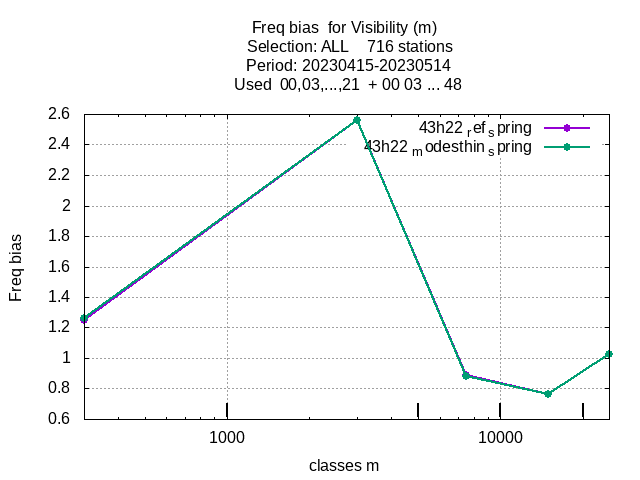 Freq bias  for Visibility (m)
Selection: ALL    716 stations
Period: 20230415-20230514
Used  00,03,...,21  + 00 03 ... 48
2.6
43h22 ref spring
2.4
43h22 modesthin spring
2.2
2
1.8
1.6
1.4
1.2
1
0.8
0.6
Freq bias
1000
10000
classes m